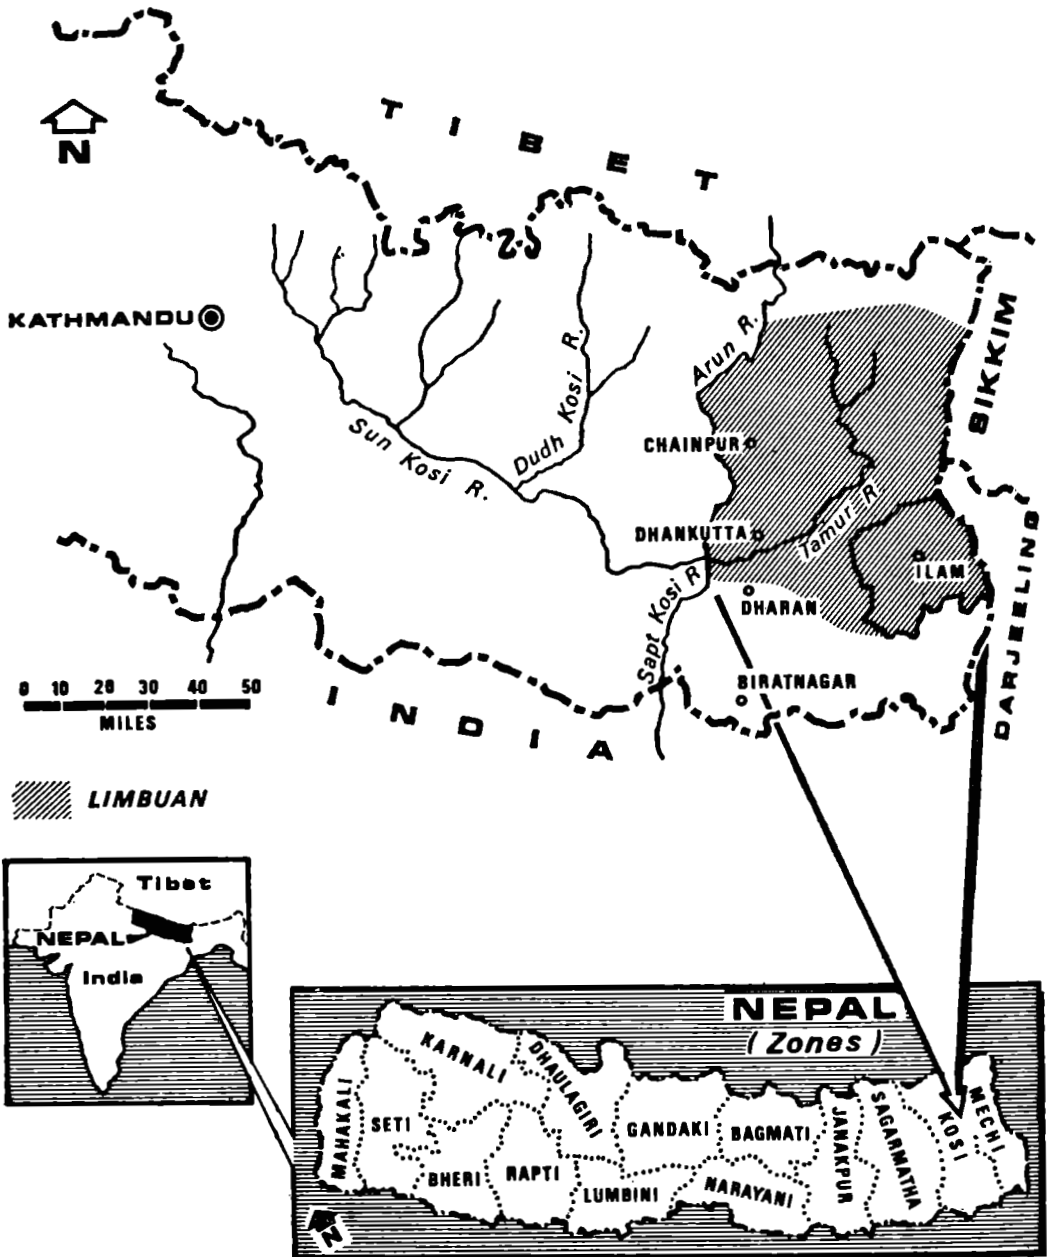 TIBET
N
KATHMANDU
SIKKIM
Arun R.
Dudh Kosi R.
Sun Kosi R.
CHAINPUR
DHANKUTTA
Tamur R.
ILAM
Sapt Kosi R
DHARAN
DARJEELING
BIRATNAGAR
0 10 20 30 40 50
MILES
INDIA
LIMBUAN
Tibet
NEPAL
India
NEPAL
(Zones)
KARNALI
DHAULAGIRI
MAHAKALI
SETI
GANDAKI
BAGMATI
JANAKPUR
SAGARMATHA
KOSI
MECHI
BHERI
RAPTI
LUMBINI
NARAYANI
N